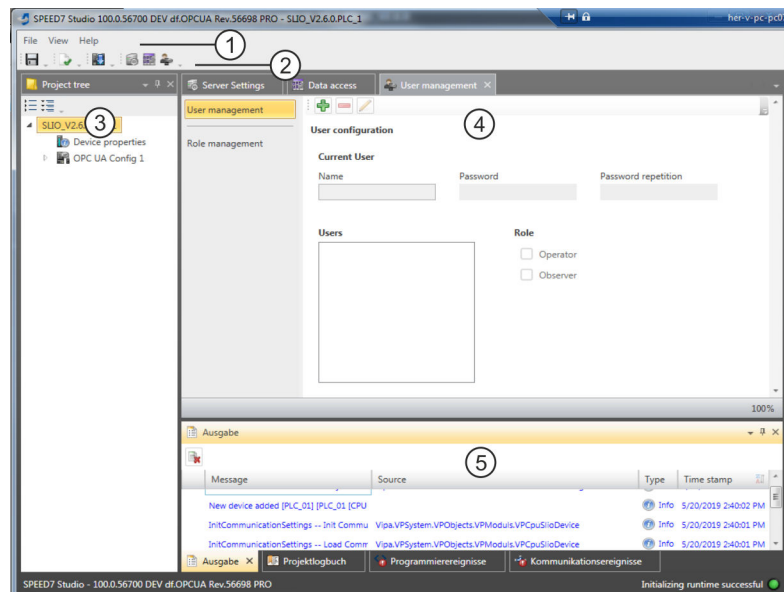 SPEED7 Studio 100.0.56700 DEV df.OPCUA Rev.56698 PRO - SLIO_V2.6.0.PLC_1
her-v-pc-pc07
File View Help
1
2
Project tree
Server Settings
Data access
User management
3
SLIO_V2.6.
Device properties
OPC UA Config 1
User management
Role management
4
User configuration
Current User
Name Password Password repetition
Users Role
Operator
Observer
100%
Ausgabe
5
Message Source Type Time stamp
New device added [PLC_01] [PLC_01 [CPU Info 5/20/2019 2:40:02 PM
InitCommunicationSettings -- Init Commu Vipa.VPSystem.VPObjects.VPModuls.VPCpuSlioDevice Info 5/20/2019 2:40:01 PM
InitCommunicationSettings -- Load Comm Vipa.VPSystem.VPObjects.VPModuls.VPCpuSlioDevice Info 5/20/2019 2:40:01 PM
Ausgabe Projektlogbuch Programmierereignisse Kommunikationsereignisse
SPEED7 Studio - 100.0.56700 DEV df.OPCUA Rev.56698 PRO Initializing runtime successful